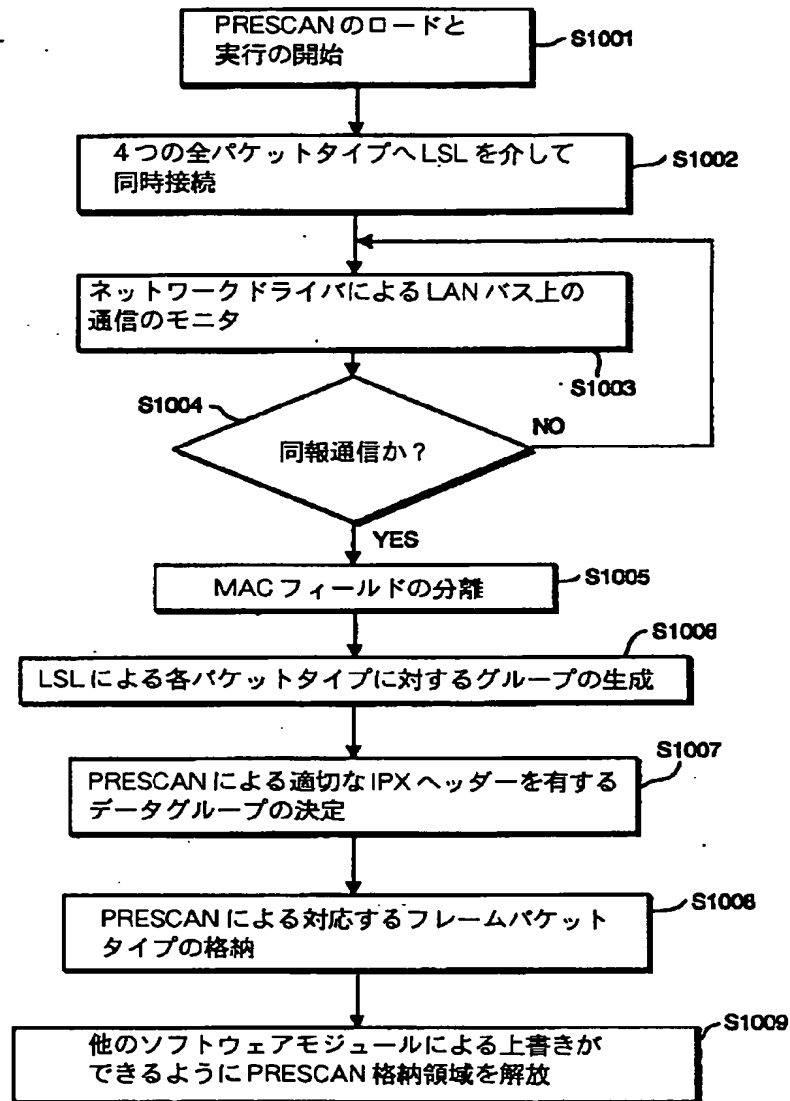 PRESCAN のロードと
実行の開始
S1001
4つの全パケットタイプへLSLを介して
同時接続
S1002
ネットワークドライバによるLANバス上の
通信のモニタ
S1003
S1004
同報通信か?
NO
YES
MACフィールドの分離
S1005
S1006
LSLによる各パケットタイプに対するグループの生成
S1007
PRESCANによる適切なIPXヘッダーを有する
データグループの決定
S1008
PRESCANによる対応するフレームパケット
タイプの格納
S1009
他のソフトウェアモジュールによる上書きが
できるようにPRESCAN格納領域を解放